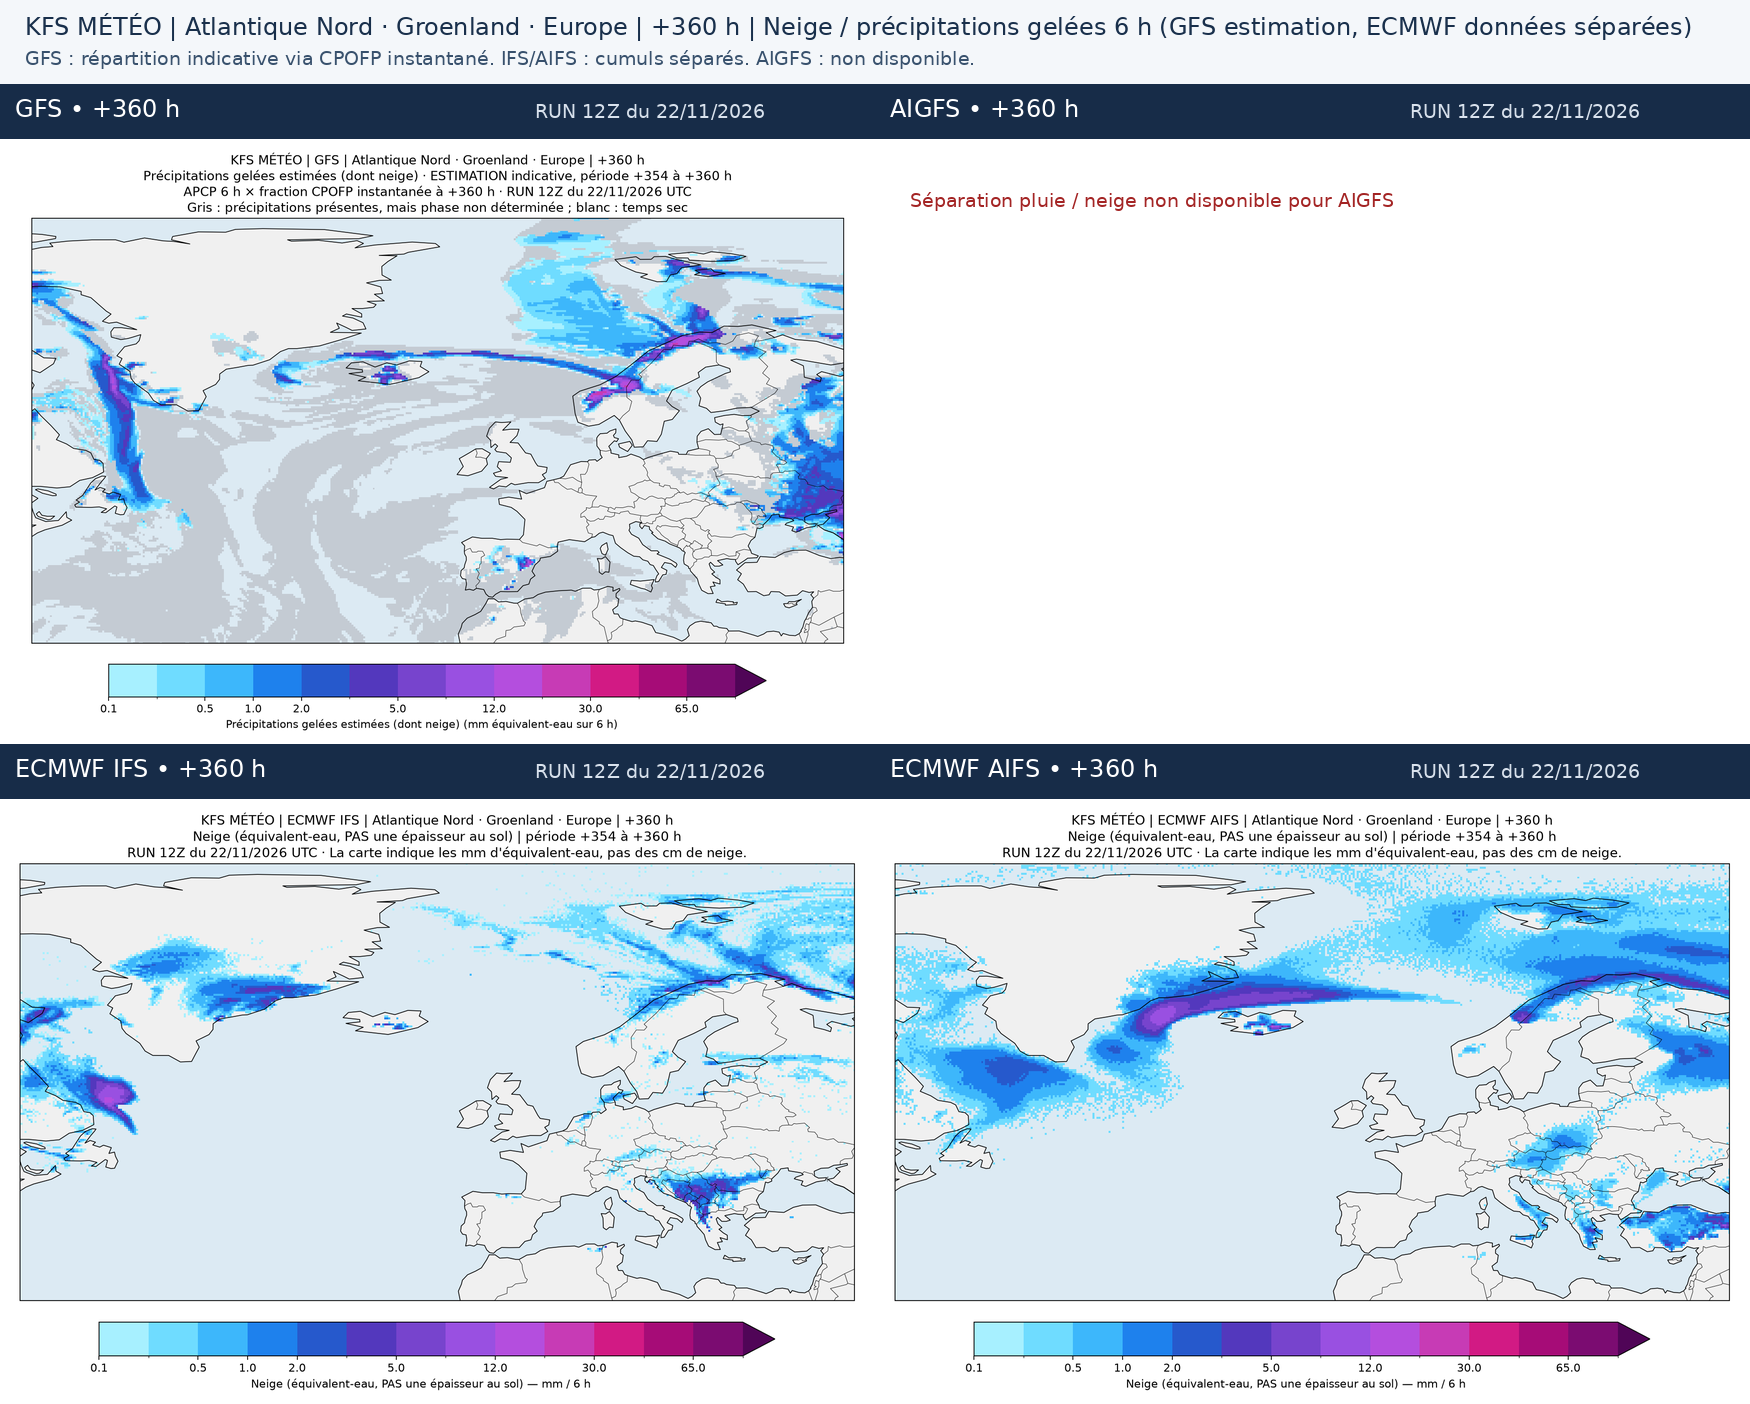 KFS MÉTÉO | Atlantique Nord · Groenland · Europe | +360 h | Neige / précipitations gelées 6 h (GFS estimation, ECMWF données séparées)
GFS : répartition indicative via CPOFP instantané. IFS/AIFS : cumuls séparés. AIGFS : non disponible.
GFS • +360 h
RUN 12Z du 22/11/2026
AIGFS • +360 h
RUN 12Z du 22/11/2026
KFS MÉTÉO | GFS | Atlantique Nord · Groenland · Europe | +360 h
Précipitations gelées estimées (dont neige) · ESTIMATION indicative, période +354 à +360 h
APCP 6 h × fraction CPOFP instantanée à +360 h · RUN 12Z du 22/11/2026 UTC
Gris : précipitations présentes, mais phase non déterminée ; blanc : temps sec
Séparation pluie / neige non disponible pour AIGFS
0.1 0.5 1.0 2.0 5.0 12.0 30.0 65.0
Précipitations gelées estimées (dont neige) (mm équivalent-eau sur 6 h)
ECMWF IFS • +360 h
RUN 12Z du 22/11/2026
ECMWF AIFS • +360 h
RUN 12Z du 22/11/2026
KFS MÉTÉO | ECMWF IFS | Atlantique Nord · Groenland · Europe | +360 h
Neige (équivalent-eau, PAS une épaisseur au sol) | période +354 à +360 h
RUN 12Z du 22/11/2026 UTC · La carte indique les mm d'équivalent-eau, pas des cm de neige.
KFS MÉTÉO | ECMWF AIFS | Atlantique Nord · Groenland · Europe | +360 h
Neige (équivalent-eau, PAS une épaisseur au sol) | période +354 à +360 h
RUN 12Z du 22/11/2026 UTC · La carte indique les mm d'équivalent-eau, pas des cm de neige.
0.1 0.5 1.0 2.0 5.0 12.0 30.0 65.0
Neige (équivalent-eau, PAS une épaisseur au sol) — mm / 6 h
0.1 0.5 1.0 2.0 5.0 12.0 30.0 65.0
Neige (équivalent-eau, PAS une épaisseur au sol) — mm / 6 h